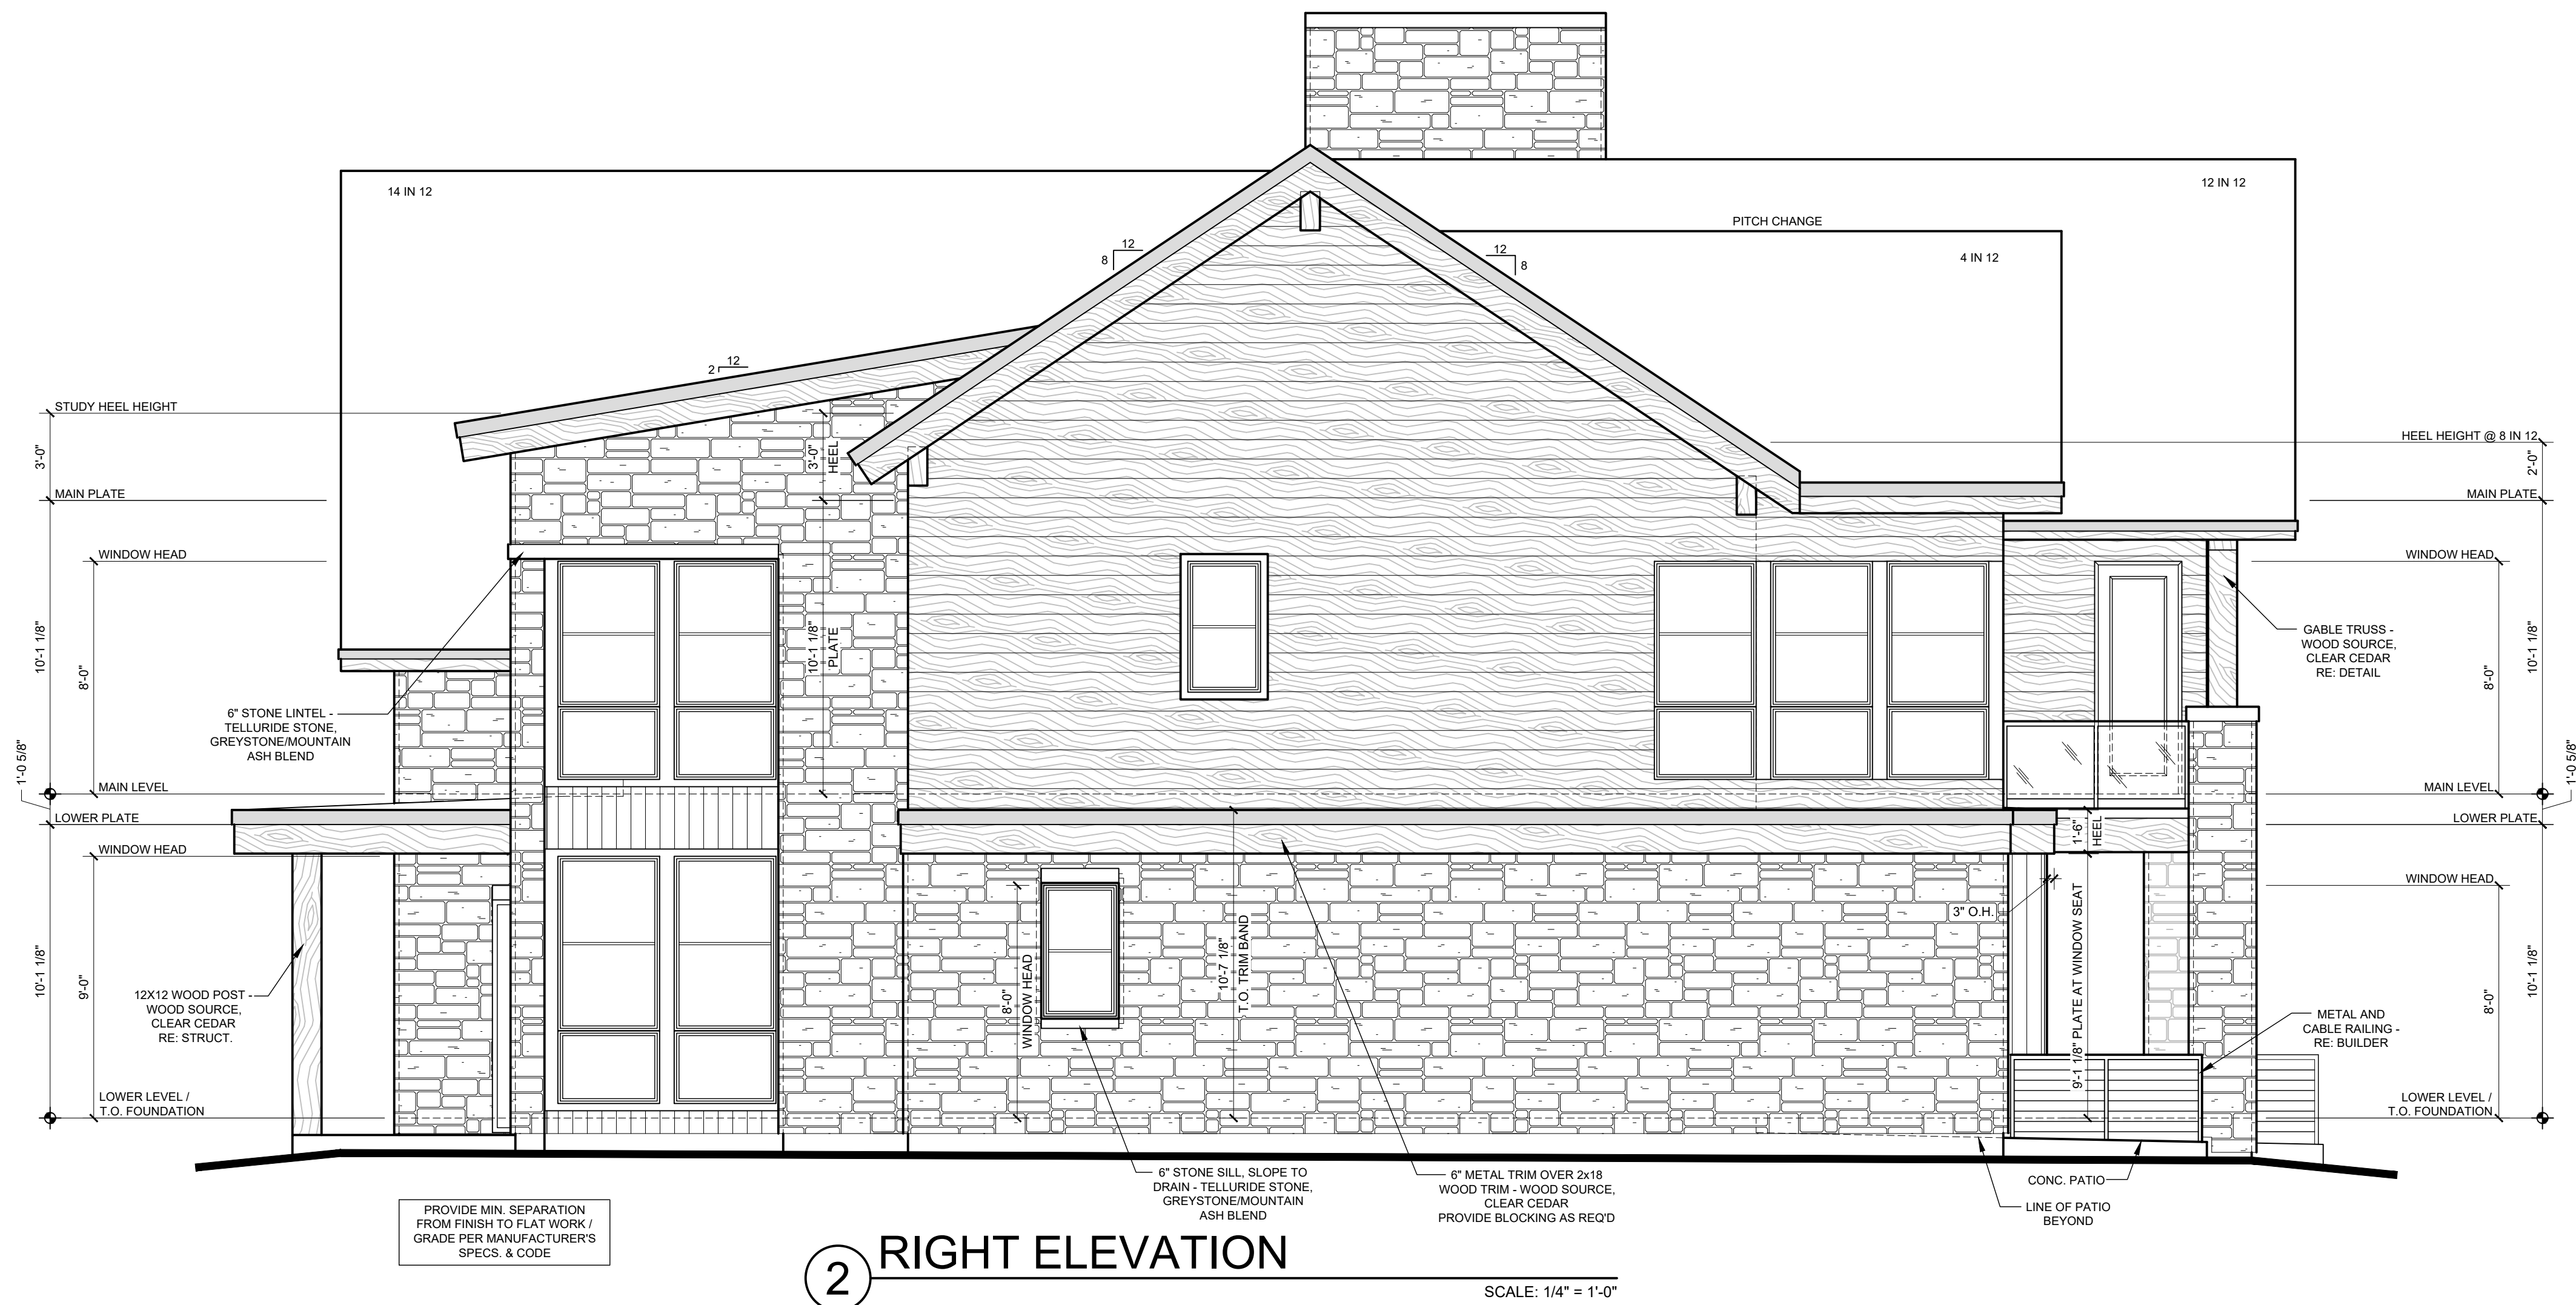 14 IN 12
12 IN 12
PITCH CHANGE
12
8
12
8
4 IN 12
12
2
STUDY HEEL HEIGHT
3'-0"
MAIN PLATE
WINDOW HEAD
10'-1 1/8"
8'-0"
6" STONE LINTEL -
TELLURIDE STONE,
GREYSTONE/MOUNTAIN
ASH BLEND
1'-0 5/8"
MAIN LEVEL
LOWER PLATE
WINDOW HEAD
10'-1 1/8"
9'-0"
12X12 WOOD POST -
WOOD SOURCE,
CLEAR CEDAR
RE: STRUCT.
LOWER LEVEL /
T.O. FOUNDATION
3'-0"
HEEL
10'-1 1/8"
PLATE
8'-0"
WINDOW HEAD
10'-7 1/8"
T.O. TRIM BAND
HEEL HEIGHT @ 8 IN 12
2'-0"
MAIN PLATE
WINDOW HEAD
GABLE TRUSS -
WOOD SOURCE,
CLEAR CEDAR
RE: DETAIL
8'-0"
10'-1 1/8"
1'-0 5/8"
MAIN LEVEL
LOWER PLATE
1'-6"
HEEL
WINDOW HEAD
3" O.H.
9'-1 1/8" PLATE AT WINDOW SEAT
8'-0"
10'-1 1/8"
METAL AND
CABLE RAILING -
RE: BUILDER
LOWER LEVEL /
T.O. FOUNDATION
6" STONE SILL, SLOPE TO
DRAIN - TELLURIDE STONE,
GREYSTONE/MOUNTAIN
ASH BLEND
6" METAL TRIM OVER 2x18
WOOD TRIM - WOOD SOURCE,
CLEAR CEDAR
PROVIDE BLOCKING AS REQ'D
CONC. PATIO
LINE OF PATIO
BEYOND
PROVIDE MIN. SEPARATION
FROM FINISH TO FLAT WORK /
GRADE PER MANUFACTURER'S
SPECS. & CODE
2
RIGHT ELEVATION
SCALE: 1/4" = 1'-0"